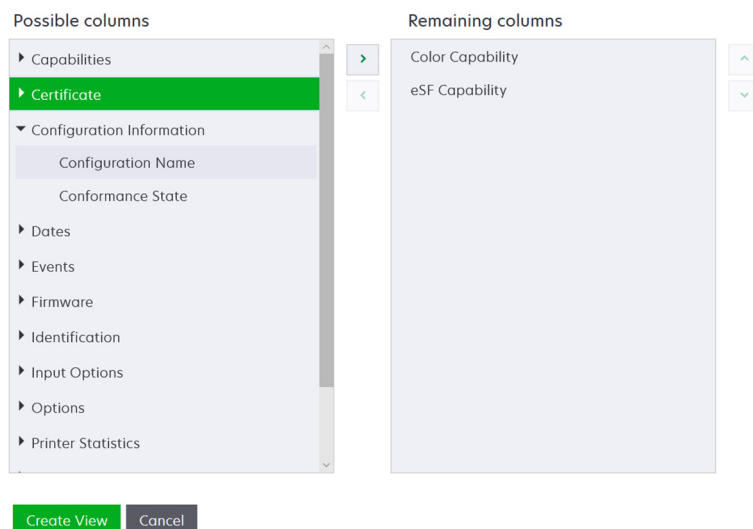 Possible columns
Capabilities
Certificate
Configuration Information
Configuration Name
Conformance State
Dates
Events
Firmware
Identification
Input Options
Options
Printer Statistics
Remaining columns
Color Capability
eSF Capability
Create View
Cancel